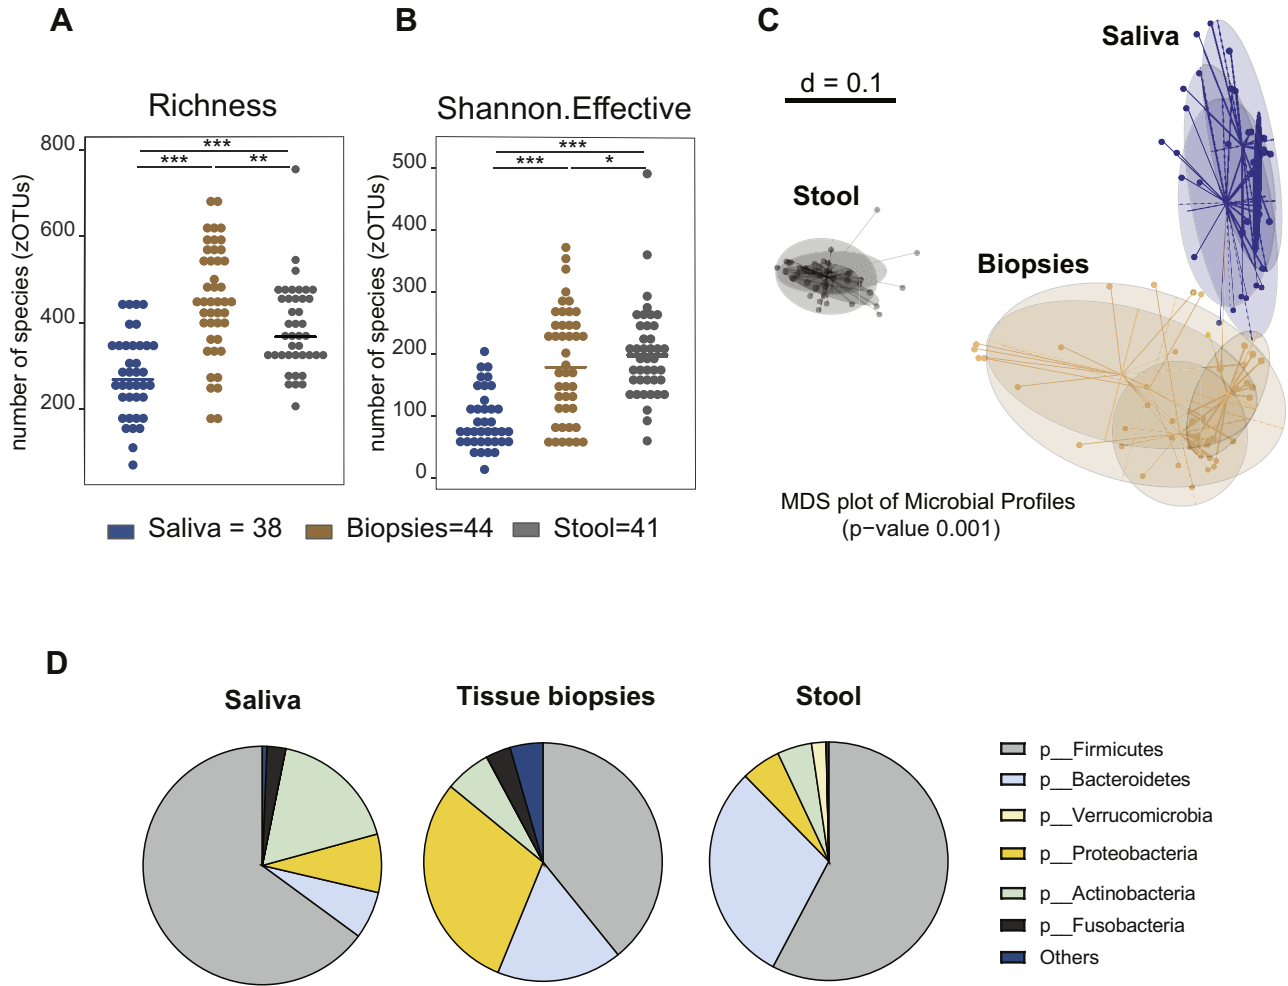 A
B
C
Richness
Shannon.Effective
number of species (zOTUs)
800
600
400
200
***
***
**
number of species (zOTUs)
500
400
300
200
100
0
***
***
*
d = 0.1
Saliva
Stool
Biopsies
MDS plot of Microbial Profiles
(p−value 0.001)
Saliva = 38
Biopsies=44
Stool=41
D
Saliva
Tissue biopsies
Stool
p__Firmicutes
p__Bacteroidetes
p__Verrucomicrobia
p__Proteobacteria
p__Actinobacteria
p__Fusobacteria
Others